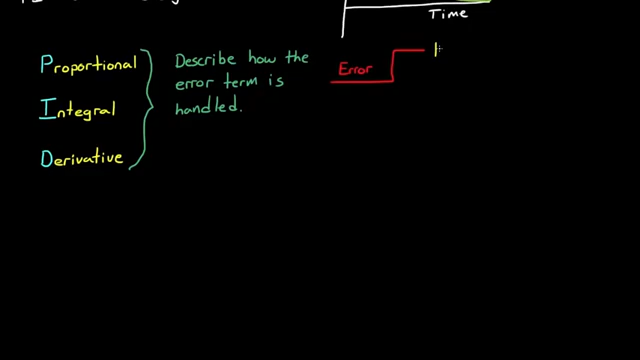 Time
Proportional
Integral
Derivative
Describe how the
error term is
handled.
Error